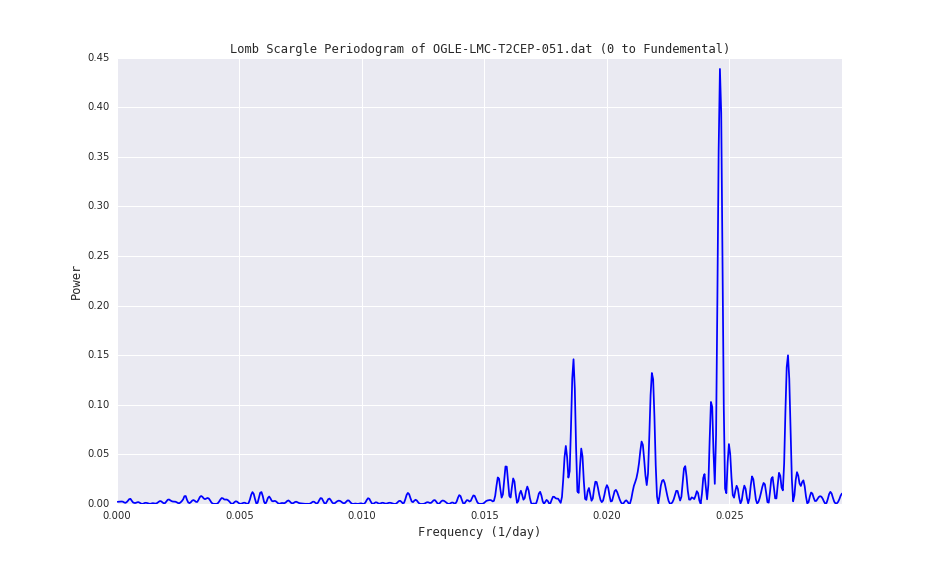 Lomb Scargle Periodogram of OGLE-LMC-T2CEP-051.dat (0 to Fundemental)
0.45
0.40
0.35
0.30
0.25
0.20
0.15
0.10
0.05
0.00
Power
0.000 0.005 0.010 0.015 0.020 0.025
Frequency (1/day)